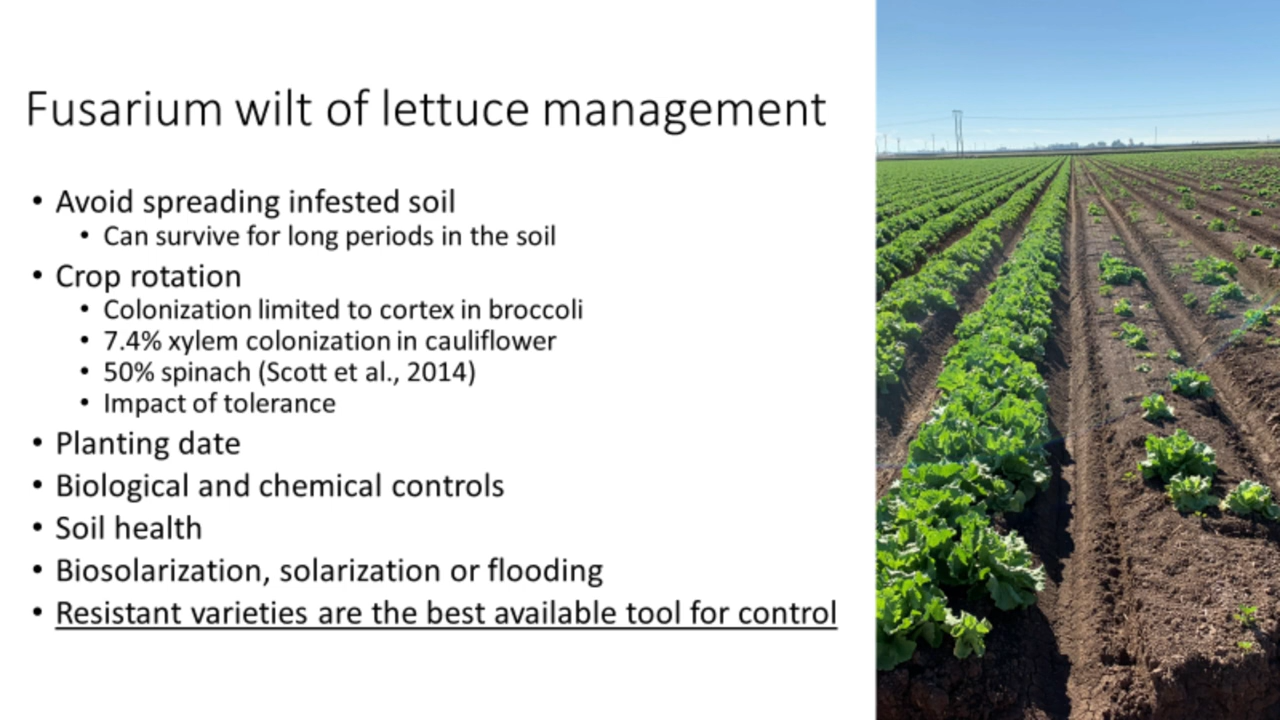 Fusarium wilt of lettuce management
• Avoid spreading infested soil
• Can survive for long periods in the soil
• Crop rotation
• Colonization limited to cortex in broccoli
• 7.4% xylem colonization in cauliflower
• 50% spinach (Scott et al., 2014)
• Impact of tolerance
• Planting date
• Biological and chemical controls
• Soil health
• Biosolarization, solarization or flooding
• Resistant varieties are the best available tool for control